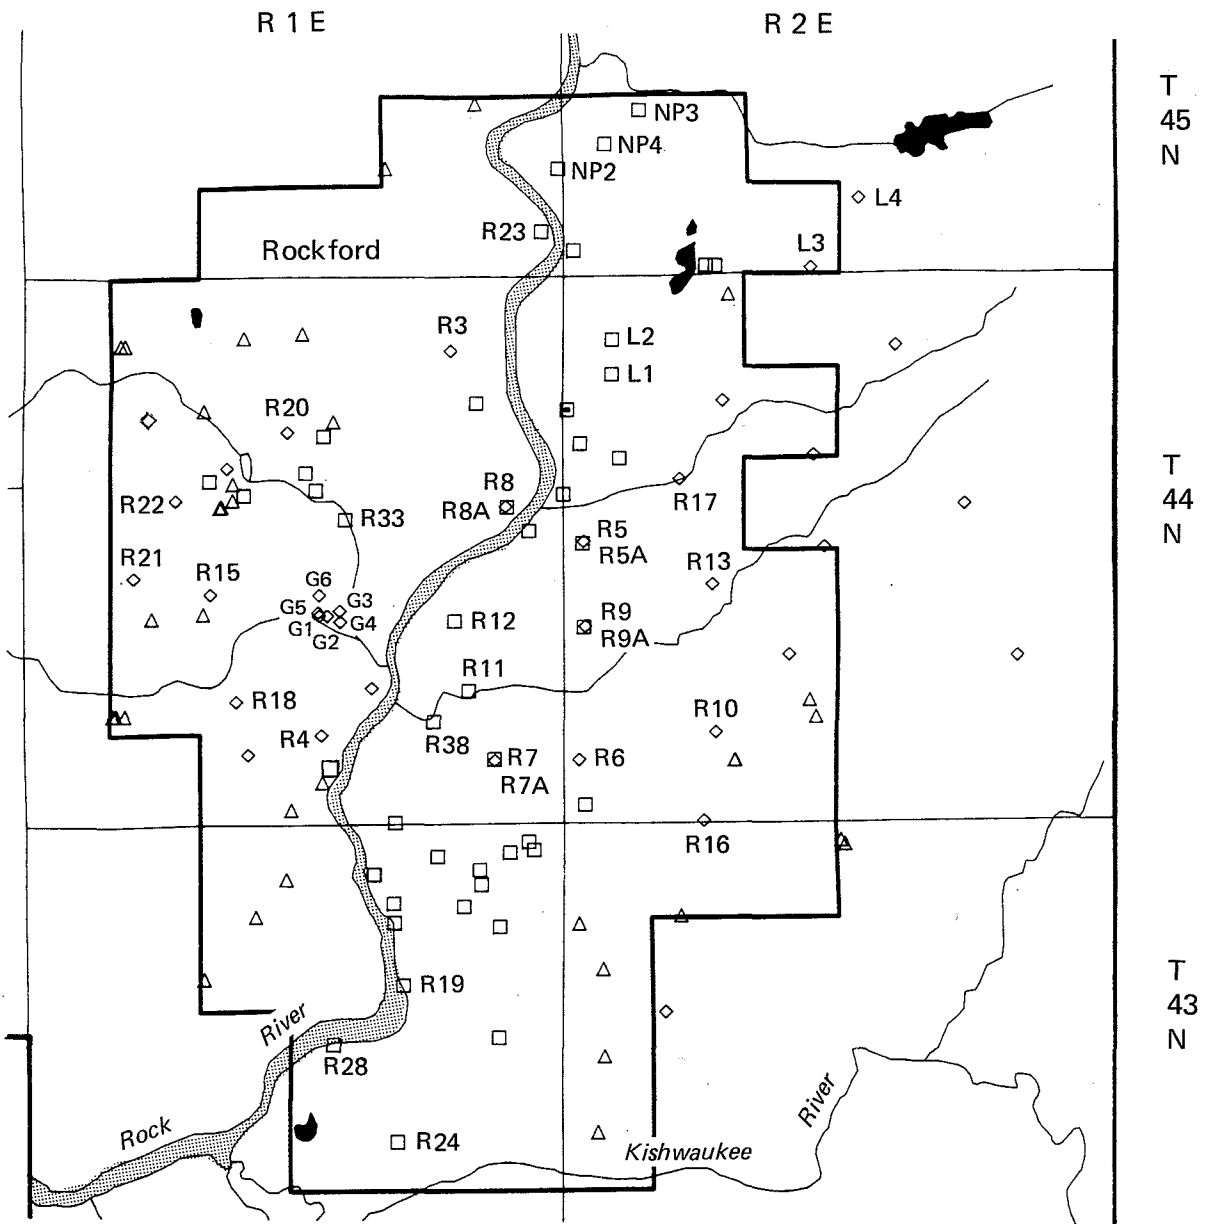 R 1 E
R 2 E
T
45
N
NP3
NP4
NP2
L4
R23
Rockford
L3
R3
L2
L1
R20
R8
R8A
R17
R22
R33
T
44
N
R5
R5A
R21
R15
R13
G6
G5
G3
G1
G4
G2
R12
R9
R9A
R11
R18
R10
R4
R38
R7
R7A
R6
R16
R19
T
43
N
River
R28
Rock
River
R24
Kishwaukee